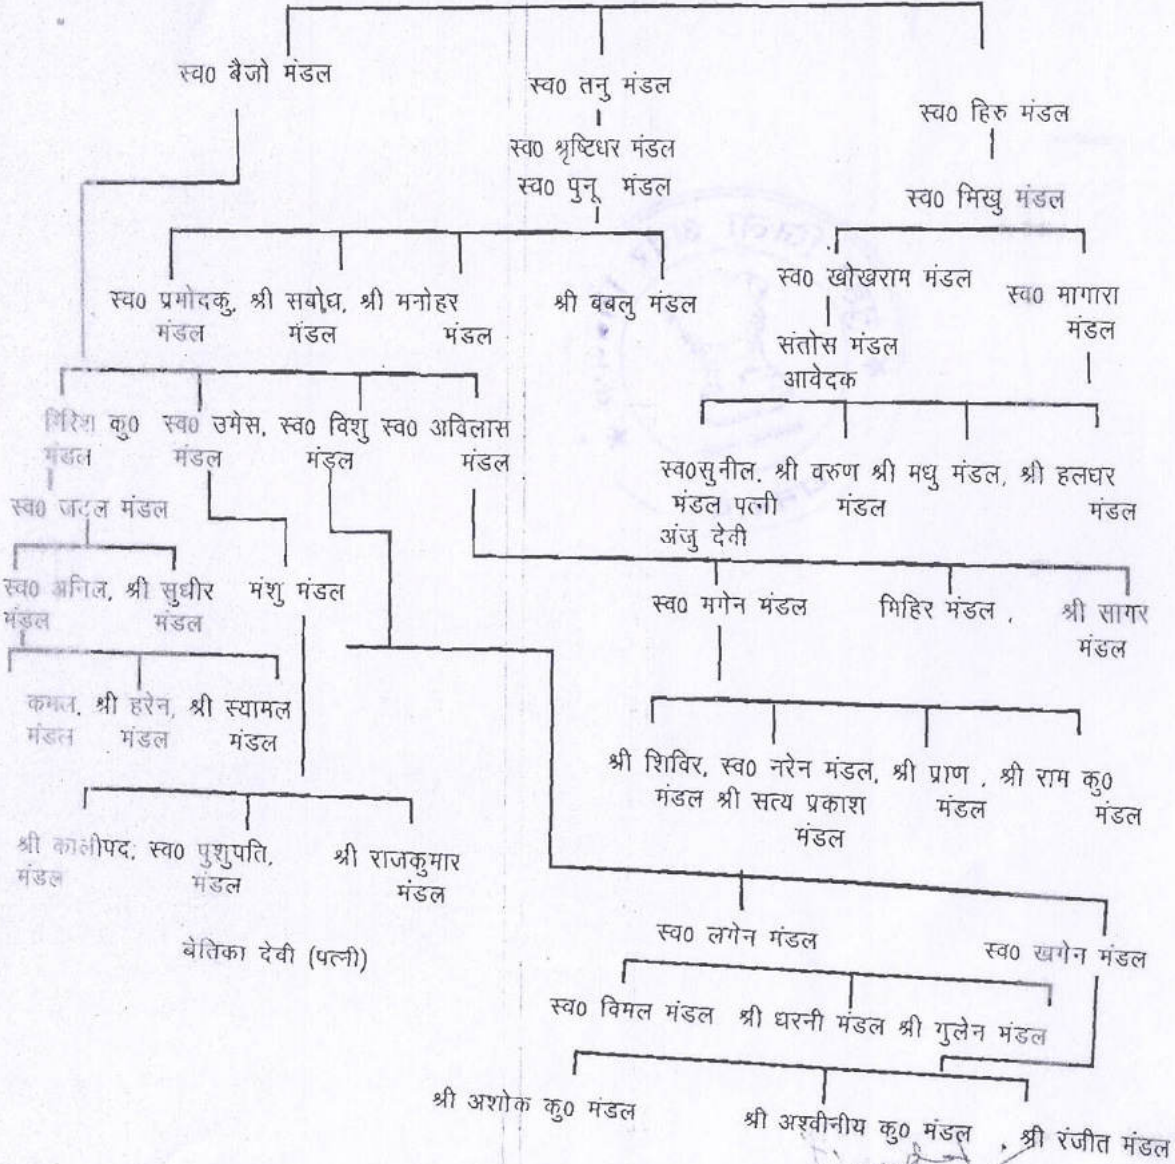 स्व0 बैजो मंडल
स्व0 तनु मंडल
स्व0 हिरु मंडल
स्व0 श्रृष्टिधर मंडल
स्व0 पुनू मंडल
स्व0 भिखु मंडल
स्व0 प्रमोदकु, श्री सबोध, श्री मनोहर श्री बबलु मंडल
मंडल मंडल मंडल
स्व0 खोखराम मंडल
स्व0 मागारा
मंडल
संतोस मंडल
आवेदक
गिरिश कु0 स्व0 उमेस, स्व0 विशु स्व0 अविलास
मंडल मंडल मंडल मंडल
स्व0सुनील, श्री वरुण श्री मधु मंडल, श्री हलधर
मंडल पत्नी मंडल मंडल
अंजु देवी
स्व0 जटल मंडल
स्व0 अनिल, श्री सुधीर मंशु मंडल
मंडल मंडल
स्व0 मगेन मंडल मिहिर मंडल , श्री सागर
मंडल
कमल, श्री हरेन, श्री स्यामल
मंडल मंडल मंडल
श्री शिविर, स्व0 नरेन मंडल, श्री प्राण , श्री राम कु0
मंडल श्री सत्य प्रकाश मंडल मंडल
मंडल
श्री कालीपद, स्व0 पुशुपति, श्री राजकुमार
मंडल मंडल मंडल
बेतिका देवी (पत्नी)
स्व0 लगेन मंडल स्व0 खगेन मंडल
स्व0 विमल मंडल श्री धरनी मंडल श्री गुलेन मंडल
श्री अशोक कु0 मंडल श्री अश्वीनीय कु0 मंडल , श्री रंजीत मंडल